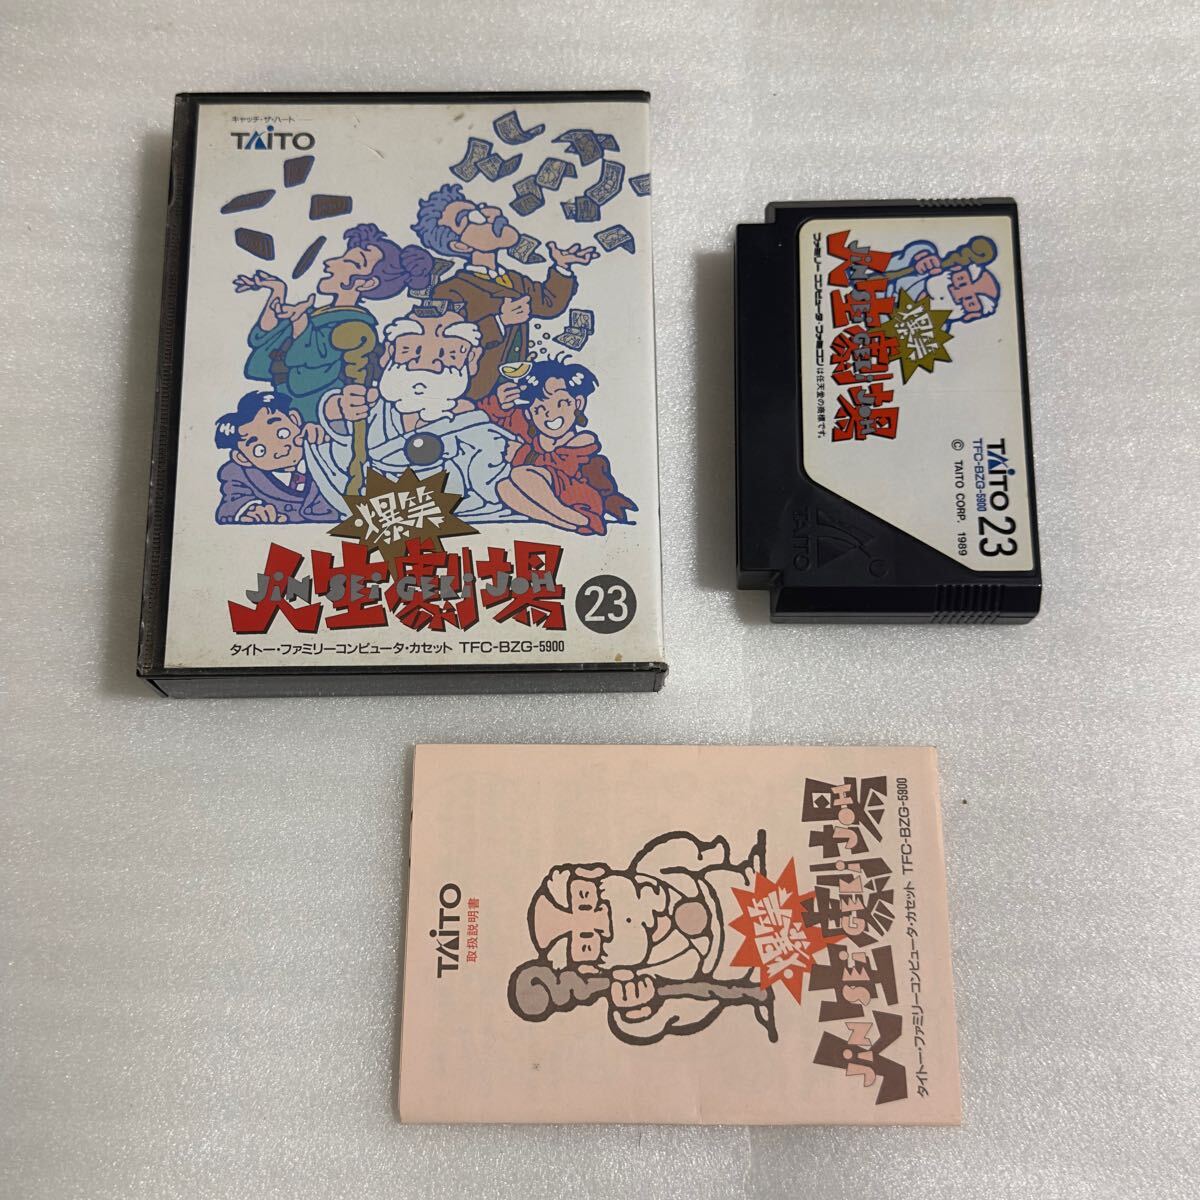 キャッチ・ザ・ハート
TAITO
爆笑
人生劇場
JiN SEi GEKi JOH
23
タイトー・ファミリーコンピュータ・カセット TFC-BZG-5900
爆笑
人生劇場
JiN SEi GEKi JOH
ファミリーコンピュータ・ファミコンは任天堂の商標です。
TAITO 23
TFC-BZG-5900
© TAITO CORP. 1989
TAITO
爆笑
人生劇場
JiN SEi GEKi JOH
タイトー・ファミリーコンピュータ・カセット TFC-BZG-5900
TAITO
取扱説明書